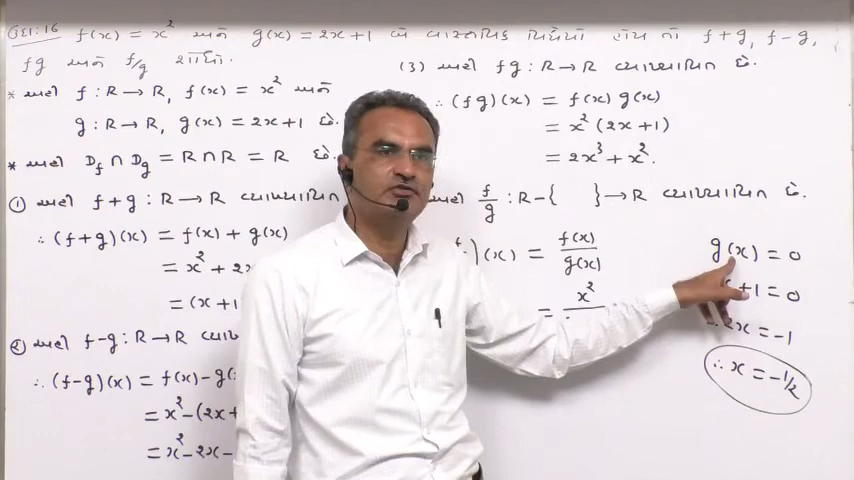 ઉદા:16 f(x) = x² અને g(x) = 2x+1 બે વાસ્તવિક વિધેયો હોય તો f+g, f-g,
fg અને f/g શોધો.
* અહીં f : R → R, f(x) = x² અને
g : R → R, g(x) = 2x+1 છે.
* અહીં D_f ∩ D_g = R ∩ R = R છે.
① અહીં f+g : R → R વ્યાખ્યાયિત
∴ (f+g)(x) = f(x) + g(x)
= x² + 2x
= (x+1
② અહીં f-g : R → R
∴ (f-g)(x) = f(x) - g(
= x² - (2x+
= x² - 2x -
(3) અહીં fg : R → R વ્યાખ્યાયિત છે.
∴ (fg)(x) = f(x) g(x)
= x² (2x+1)
= 2x³ + x².
અહીં f/g : R - { } → R વ્યાખ્યાયિત છે.
)(x) = f(x)/g(x)
= x²
g(x) = 0
+1 = 0
2x = -1
∴ x = -1/2